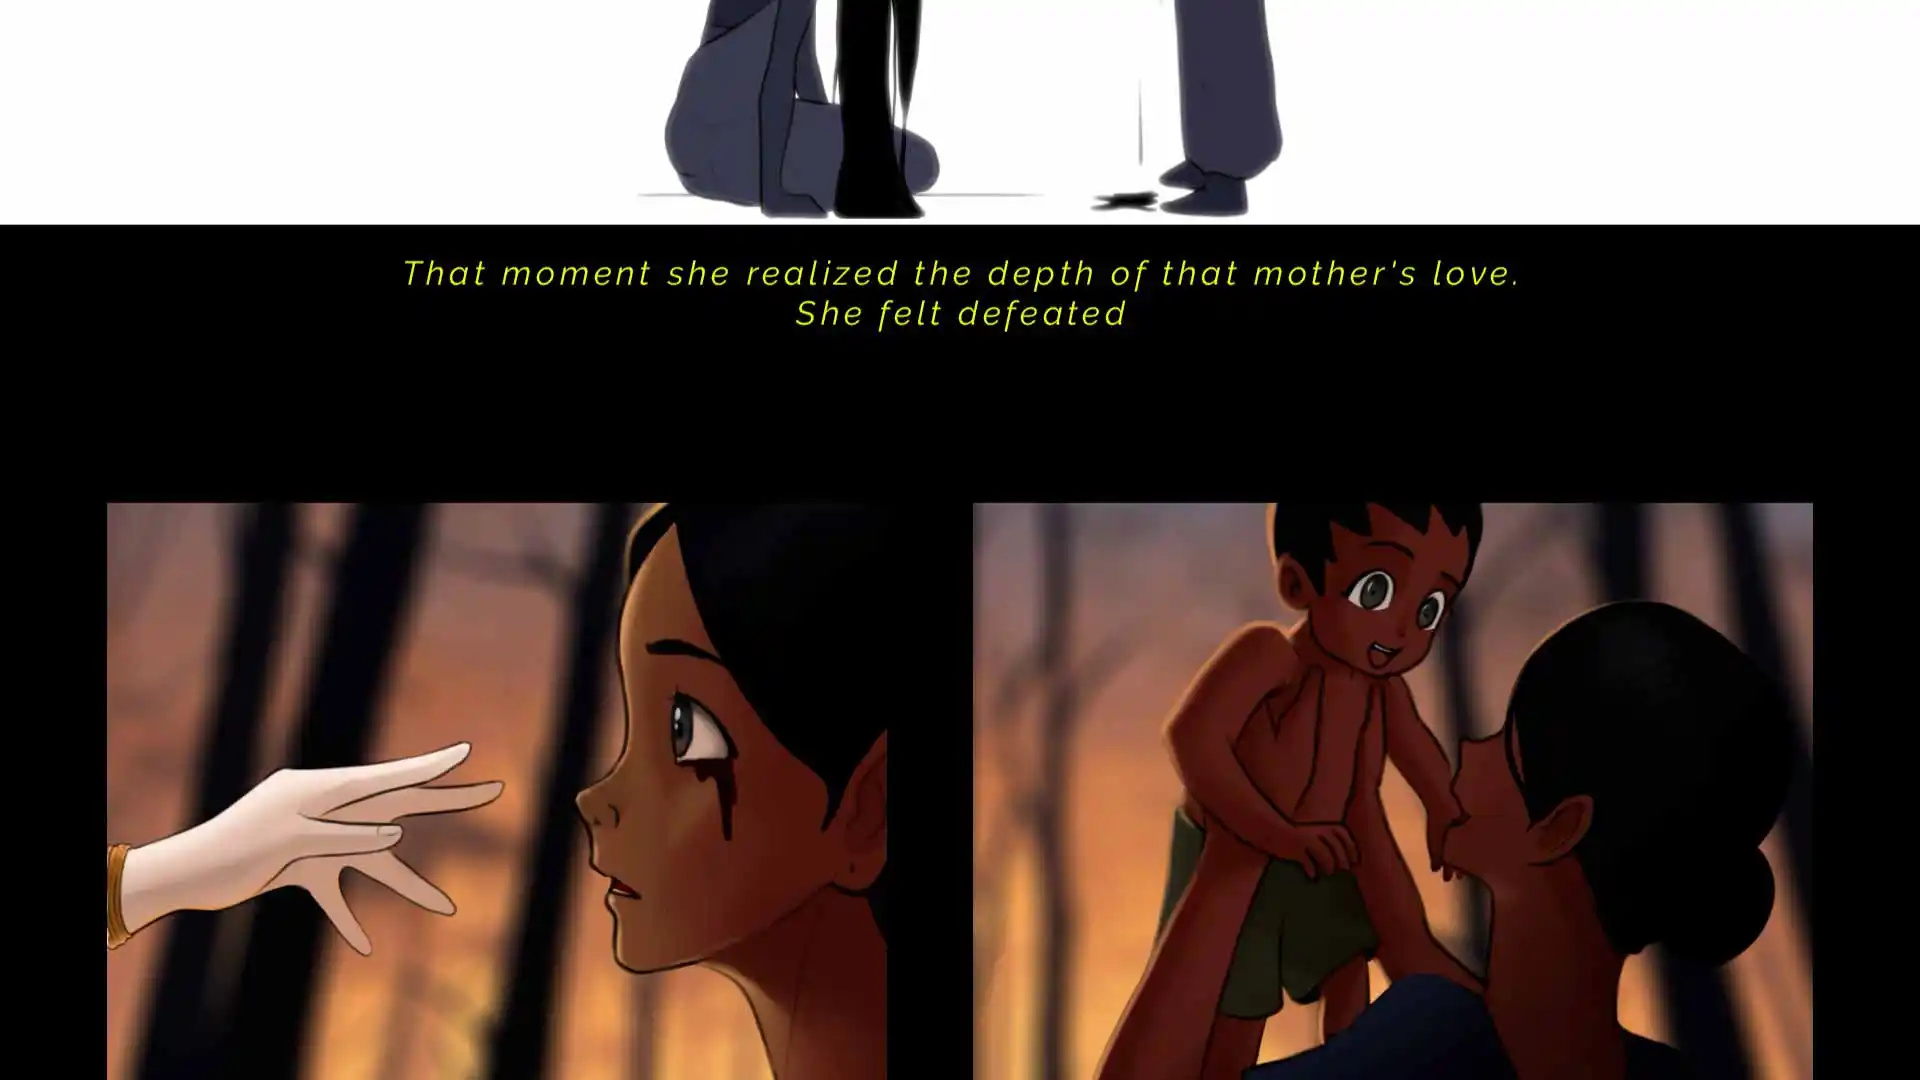 That moment she realized the depth of that mother's love.
She felt defeated